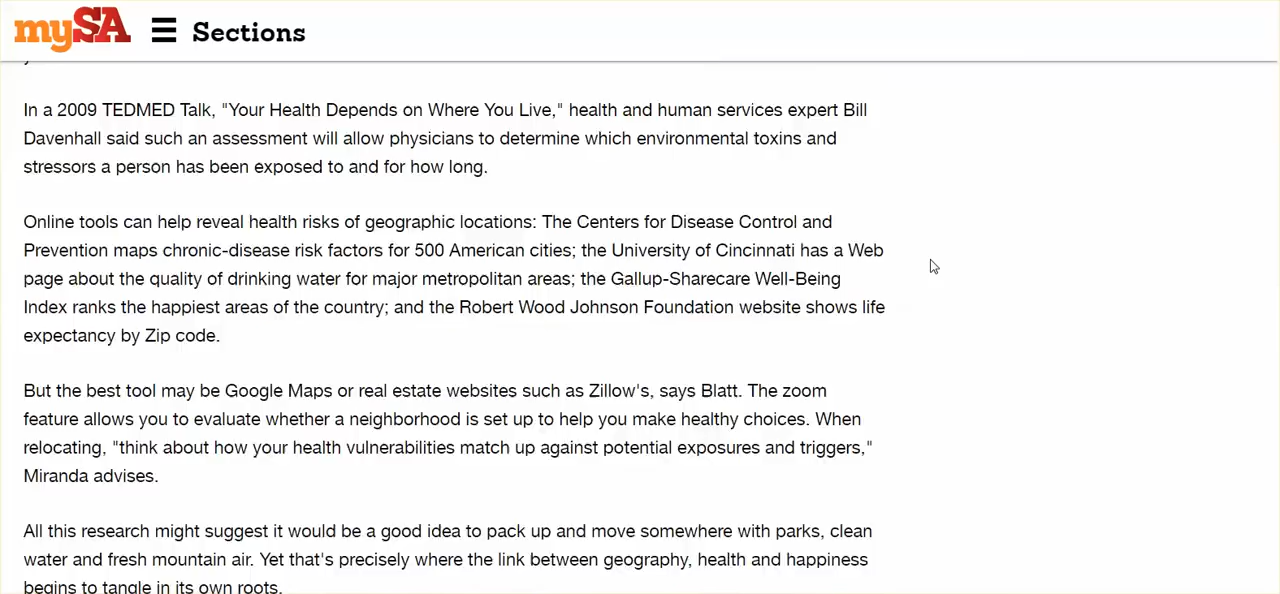 mySA
Sections
In a 2009 TEDMED Talk, "Your Health Depends on Where You Live," health and human services expert Bill
Davenhall said such an assessment will allow physicians to determine which environmental toxins and
stressors a person has been exposed to and for how long.
Online tools can help reveal health risks of geographic locations: The Centers for Disease Control and
Prevention maps chronic-disease risk factors for 500 American cities; the University of Cincinnati has a Web
page about the quality of drinking water for major metropolitan areas; the Gallup-Sharecare Well-Being
Index ranks the happiest areas of the country; and the Robert Wood Johnson Foundation website shows life
expectancy by Zip code.
But the best tool may be Google Maps or real estate websites such as Zillow's, says Blatt. The zoom
feature allows you to evaluate whether a neighborhood is set up to help you make healthy choices. When
relocating, "think about how your health vulnerabilities match up against potential exposures and triggers,"
Miranda advises.
All this research might suggest it would be a good idea to pack up and move somewhere with parks, clean
water and fresh mountain air. Yet that's precisely where the link between geography, health and happiness
begins to tangle in its own roots.